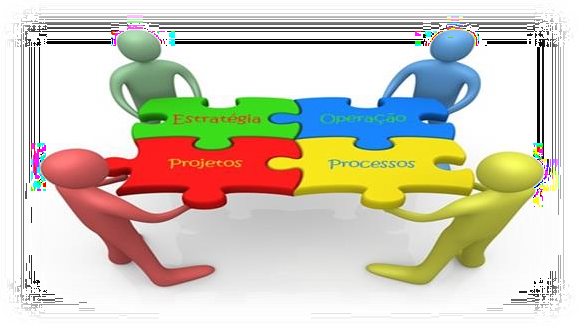 Estratégia
Operação
Projetos
Processos